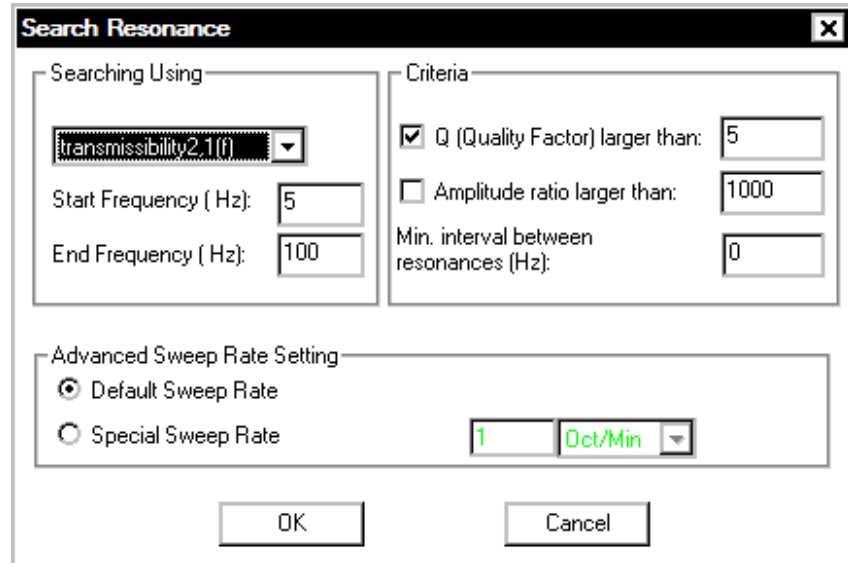 Search Resonance
Searching Using
transmissibility2,1(f)
Start Frequency ( Hz): 5
End Frequency ( Hz): 100
Criteria
Q (Quality Factor) larger than: 5
Amplitude ratio larger than: 1000
Min. interval between
resonances (Hz): 0
Advanced Sweep Rate Setting
Default Sweep Rate
Special Sweep Rate 1 Oct/Min
OK Cancel